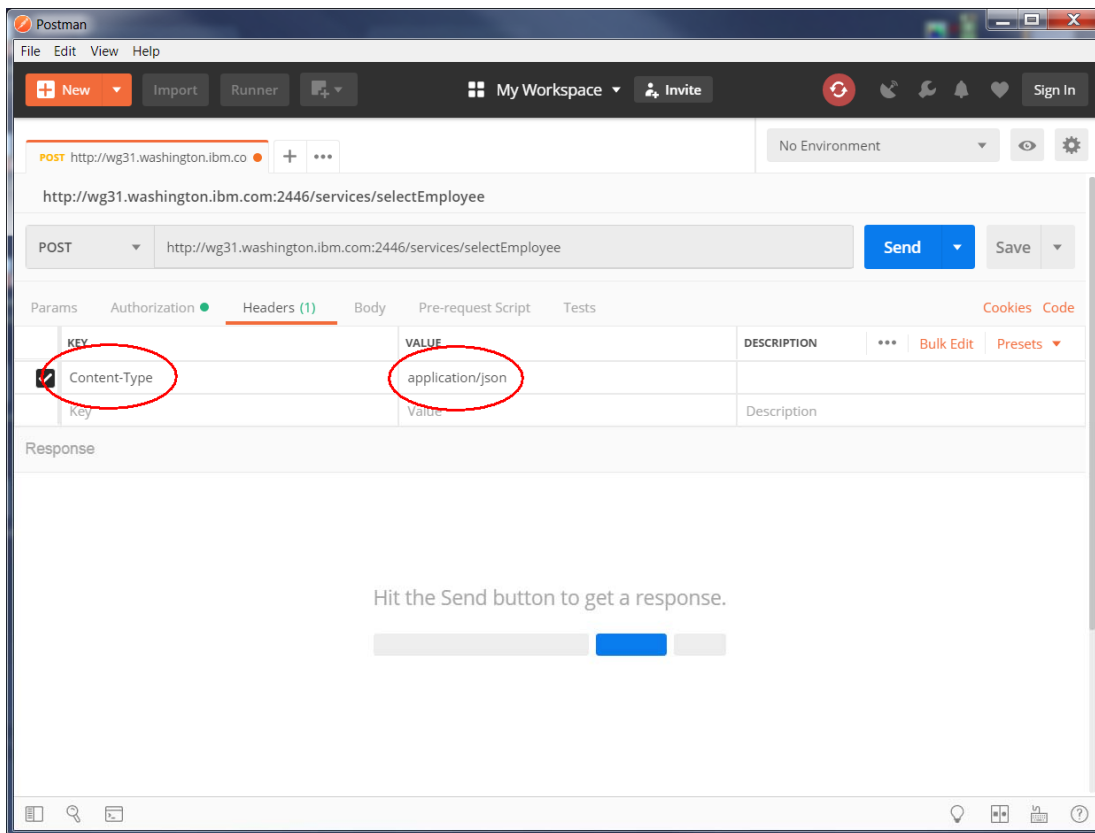 Postman
File Edit View Help
New Import Runner My Workspace Invite Sign In
POST http://wg31.washington.ibm.co No Environment
http://wg31.washington.ibm.com:2446/services/selectEmployee
POST http://wg31.washington.ibm.com:2446/services/selectEmployee Send Save
Params Authorization Headers (1) Body Pre-request Script Tests Cookies Code
KEY VALUE DESCRIPTION Bulk Edit Presets
Content-Type application/json
Key Value Description
Response
Hit the Send button to get a response.